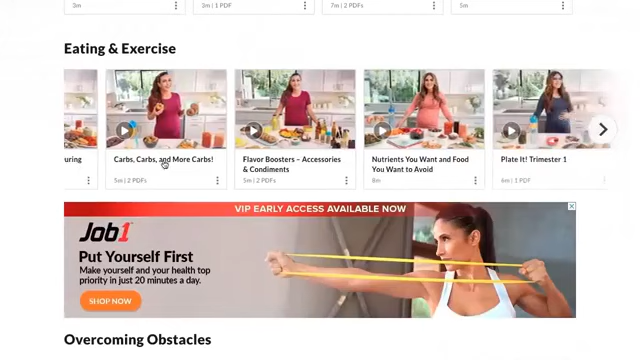 3m
3m | 1 PDF
7m | 2 PDFs
5m
Eating & Exercise
uring
Carbs, Carbs, and More Carbs!
5m | 2 PDFs
Flavor Boosters – Accessories
& Condiments
5m | 2 PDFs
Nutrients You Want and Food
You Want to Avoid
8m
Plate It! Trimester 1
6m | 1 PDF
VIP EARLY ACCESS AVAILABLE NOW
Job1
Put Yourself First
Make yourself and your health top
priority in just 20 minutes a day.
SHOP NOW
Overcoming Obstacles